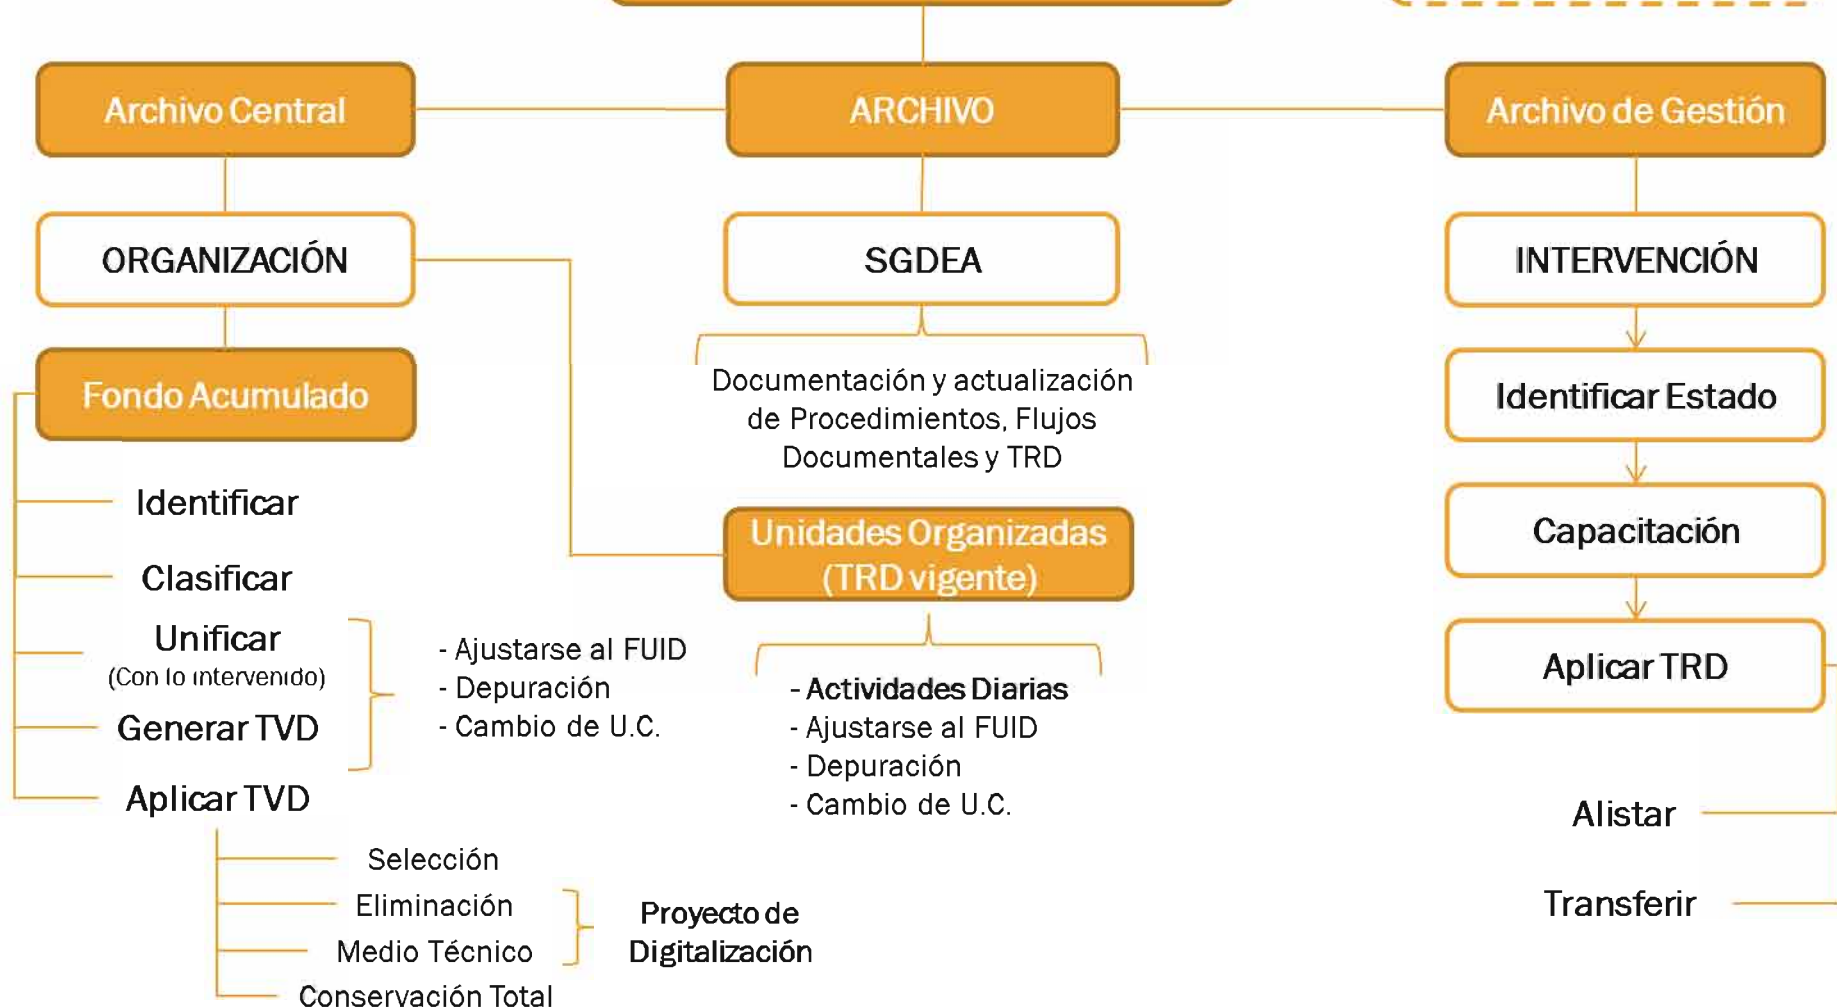 Archivo Central
ARCHIVO
Archivo de Gestión
ORGANIZACIÓN
SGDEA
INTERVENCIÓN
Fondo Acumulado
Documentación y actualización
de Procedimientos, Flujos
Documentales y TRD
Identificar Estado
Identificar
Clasificar
Unificar
(Con lo intervenido)
Generar TVD
Aplicar TVD
- Ajustarse al FUID
- Depuración
- Cambio de U.C.
Unidades Organizadas
(TRD vigente)
- Actividades Diarias
- Ajustarse al FUID
- Depuración
- Cambio de U.C.
Capacitación
Aplicar TRD
Alistar
Transferir
Selección
Eliminación
Medio Técnico
Conservación Total
Proyecto de
Digitalización